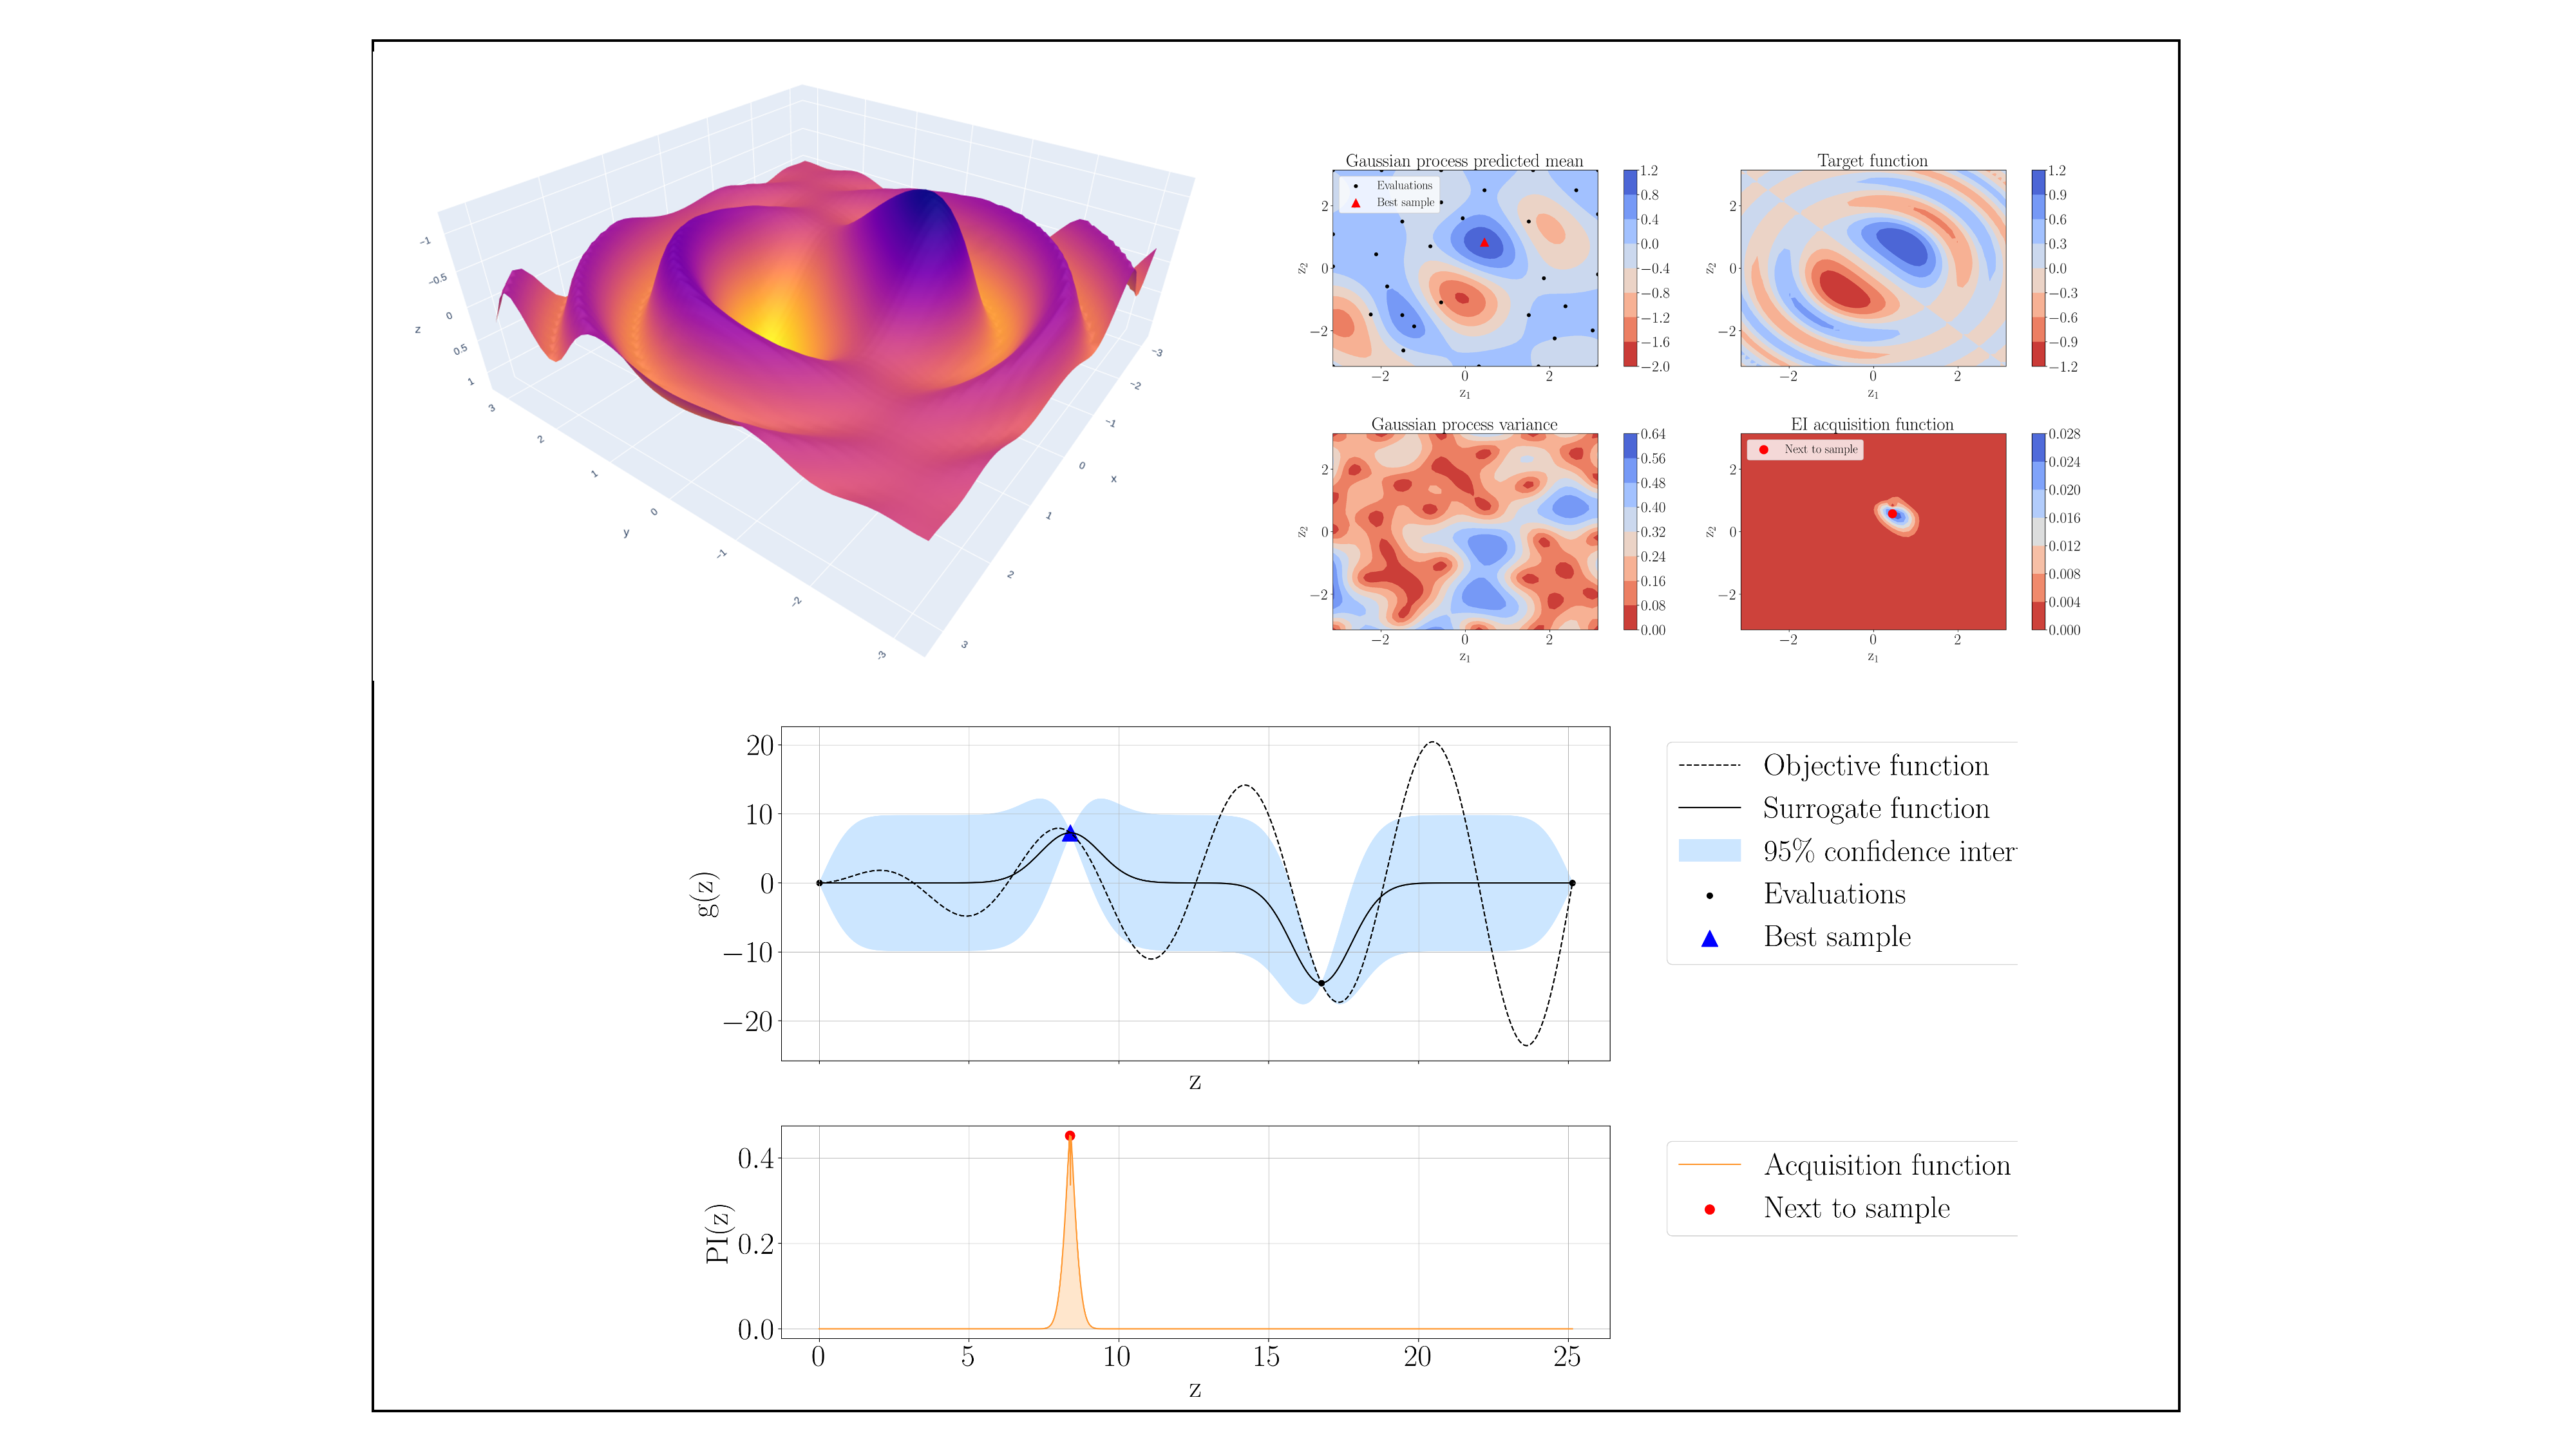 −1
−0.5
0
0.5
1
z
3
2
1
0
−1
−2
−3
y
−3
−2
−1
0
1
2
3
x
Gaussian process predicted mean
Evaluations
Best sample
2
0
−2
z2
−2 0 2
z1
1.2
0.8
0.4
0.0
−0.4
−0.8
−1.2
−1.6
−2.0
Target function
2
0
−2
z2
−2 0 2
z1
1.2
0.9
0.6
0.3
0.0
−0.3
−0.6
−0.9
−1.2
Gaussian process variance
2
0
−2
z2
−2 0 2
z1
0.64
0.56
0.48
0.40
0.32
0.24
0.16
0.08
0.00
EI acquisition function
Next to sample
2
0
−2
z2
−2 0 2
z1
0.028
0.024
0.020
0.016
0.012
0.008
0.004
0.000
20
10
0
−10
−20
g(z)
z
Objective function
Surrogate function
95% confidence inter
Evaluations
Best sample
0.4
0.2
0.0
PI(z)
0 5 10 15 20 25
z
Acquisition function
Next to sample